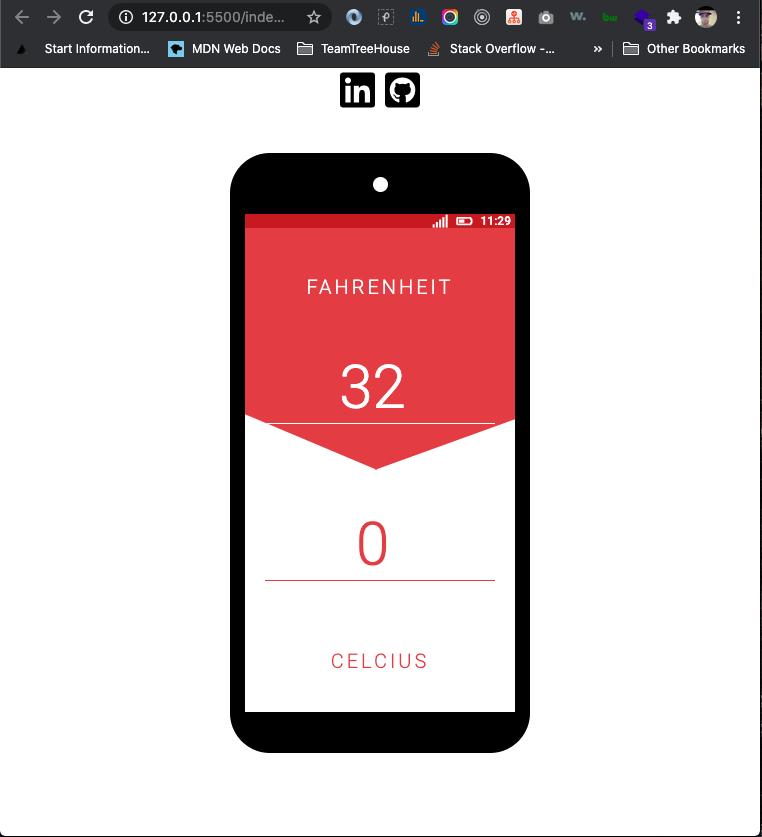 127.0.0.1:5500/inde...
w.
bw
3
Start Information...
MDN Web Docs
TeamTreeHouse
Stack Overflow -...
»
Other Bookmarks
in
11:29
FAHRENHEIT
32
0
CELCIUS